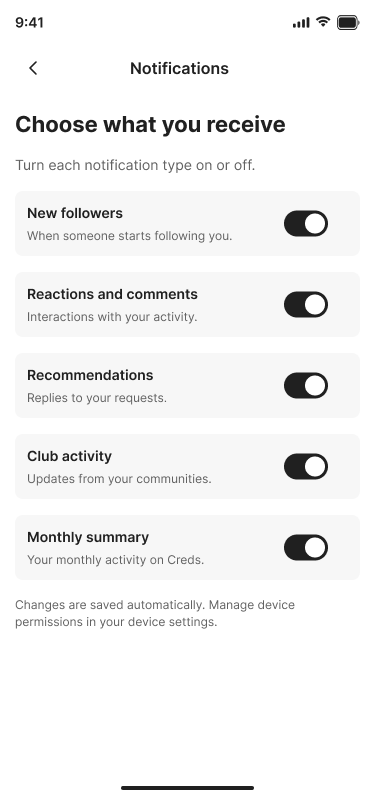 9:41
Notifications
Choose what you receive
Turn each notification type on or off.
New followers
When someone starts following you.
Reactions and comments
Interactions with your activity.
Recommendations
Replies to your requests.
Club activity
Updates from your communities.
Monthly summary
Your monthly activity on Creds.
Changes are saved automatically. Manage device
permissions in your device settings.